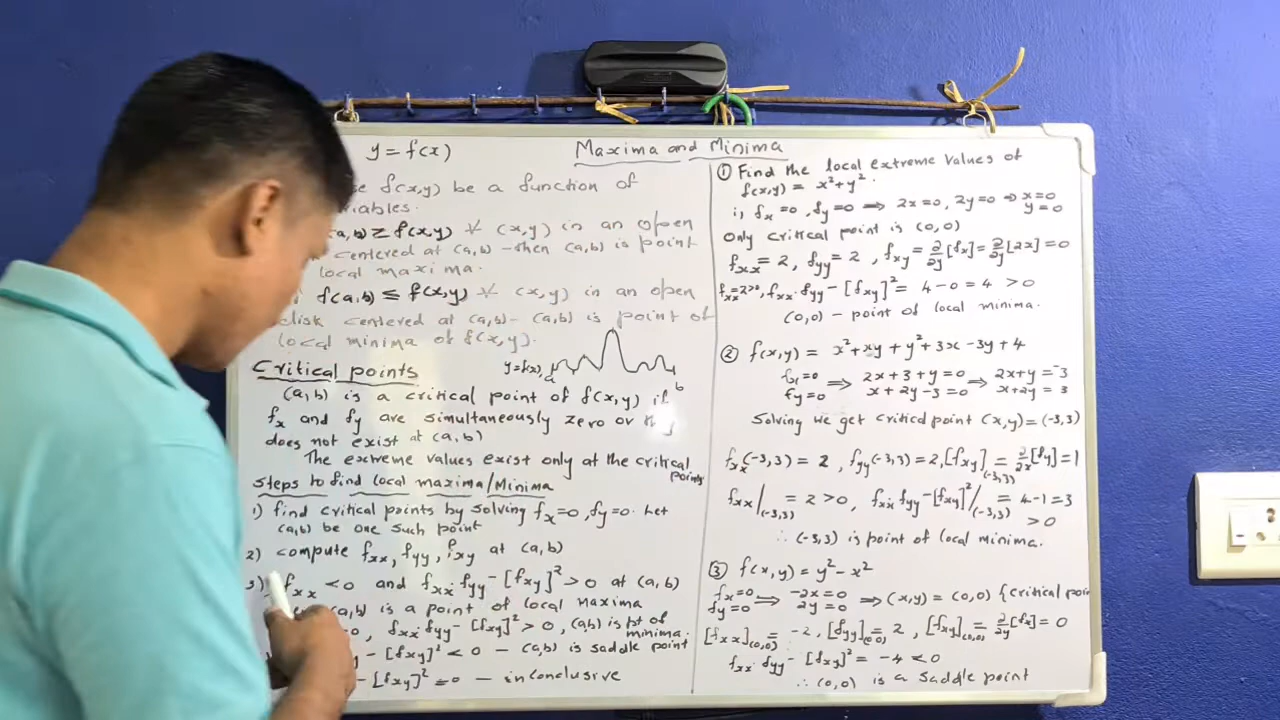 y = f(x)
Maxima and Minima
f(x,y) be a function of
f(x,y) ∀ (x,y) in an open
centered at (a,b) - then (a,b) is point
local maxima.
f(a,b) ≤ f(x,y) ∀ (x,y) in an open
disk centered at (a,b) - (a,b) is point of
local minima of f(x,y).
y=f(x), a b
Critical points
(a,b) is a critical point of f(x,y) if
fx and fy are simultaneously zero or
does not exist at (a,b)
The extreme values exist only at the critical
points
Steps to find local maxima/Minima
1) find critical points by solving fx=0, fy=0. Let
(a,b) be one such point
2) compute fxx, fyy, fxy at (a,b)
3) fxx < 0 and fxx·fyy - [fxy]² > 0 at (a,b)
(a,b) is a point of local maxima
fxx·fyy - [fxy]² > 0, (a,b) is pt of
minima.
- [fxy]² < 0 - (a,b) is saddle point
- [fxy]² = 0 - inconclusive
① Find the local extreme values of
f(x,y) = x²+y².
i) fx = 0, fy = 0 ⇒ 2x=0, 2y=0 ⇒ x=0
y=0
Only critical point is (0,0)
fxx = 2, fyy = 2, fxy = ∂/∂y [fx] = ∂/∂y [2x] = 0
fxx=2>0, fxx·fyy - [fxy]² = 4-0 = 4 > 0
(0,0) - point of local minima.
② f(x,y) = x²+xy+y²+3x-3y+4
fx=0 ⇒ 2x+3+y=0 ⇒ 2x+y=-3
fy=0 x+2y-3=0 x+2y=3
Solving we get critical point (x,y)=(-3,3)
fxx(-3,3) = 2, fyy(-3,3)=2, [fxy](-3,3) = ∂/∂x [fy] = 1
fxx|(-3,3) = 2 > 0, fxx·fyy - [fxy]²|(-3,3) = 4-1 = 3
> 0
∴ (-3,3) is point of local minima.
③ f(x,y) = y² - x²
fx=0 ⇒ -2x=0 ⇒ (x,y) = (0,0) {critical point
fy=0 2y=0
[fxx](0,0) = -2, [fyy](0,0) = 2, [fxy](0,0) = ∂/∂y [fx] = 0
fxx·fyy - [fxy]² = -4 < 0
∴ (0,0) is a saddle point